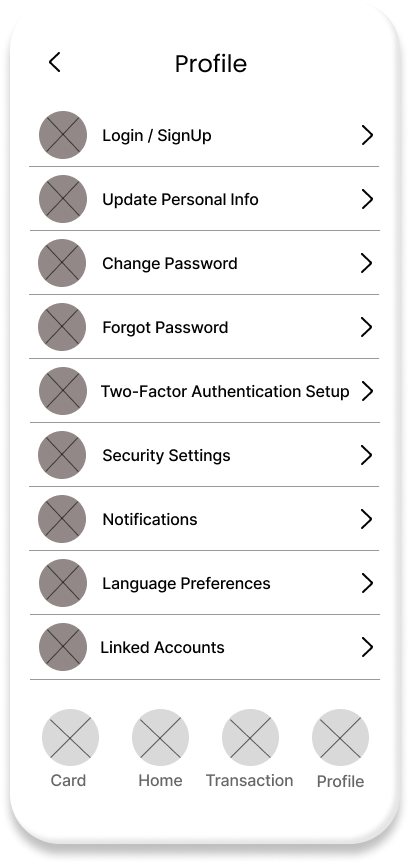 Profile
Login / SignUp
Update Personal Info
Change Password
Forgot Password
Two-Factor Authentication Setup
Security Settings
Notifications
Language Preferences
Linked Accounts
Card Home Transaction Profile